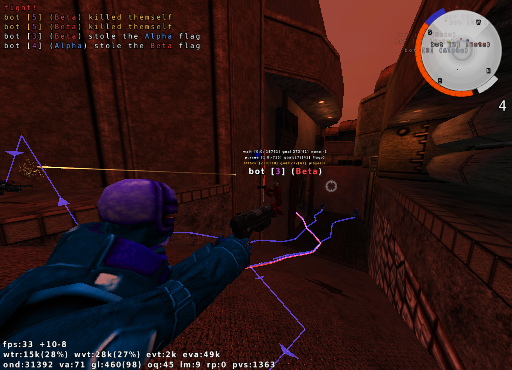 fight!
bot [5] (Beta) killed themself
bot [5] (Beta) killed themself
bot [3] (Beta) stole the Alpha flag
bot [4] (Alpha) stole the Beta flag
4
bot [3] (Beta)
fps:33 +10-8
wtr:15k(28%) wvt:28k(27%) evt:2k eva:49k
ond:31392 va:71 gl:460(98) oq:45 lm:9 rp:0 pvs:1363